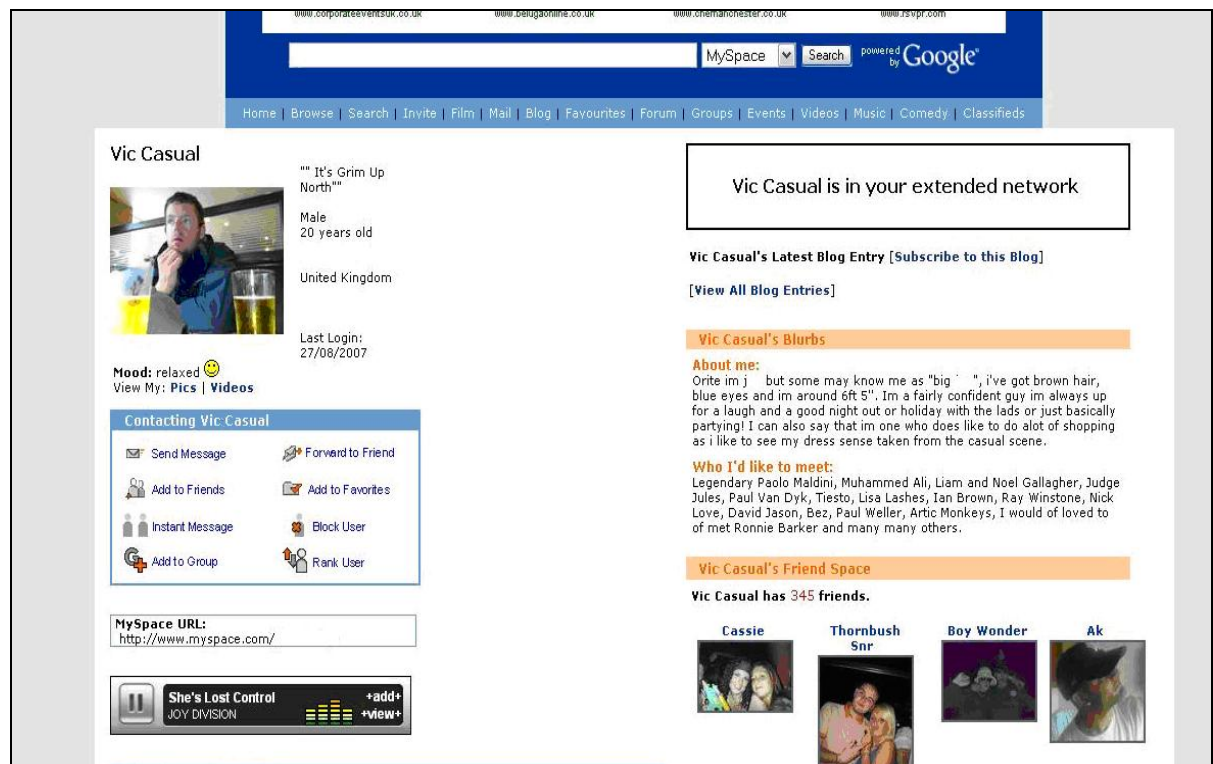 www.corporateeventsuk.co.uk www.belugaonline.co.uk www.chemanchester.co.uk www.rsvpr.com
MySpace Search powered by Google
Home | Browse | Search | Invite | Film | Mail | Blog | Favourites | Forum | Groups | Events | Videos | Music | Comedy | Classifieds
Vic Casual
"" It's Grim Up
North""
Male
20 years old
United Kingdom
Last Login:
27/08/2007
Mood: relaxed
View My: Pics | Videos
Contacting Vic Casual
Send Message Forward to Friend
Add to Friends Add to Favorites
Instant Message Block User
Add to Group Rank User
MySpace URL:
http://www.myspace.com/
She's Lost Control +add+
JOY DIVISION +view+
Vic Casual is in your extended network
Vic Casual's Latest Blog Entry [Subscribe to this Blog]
[View All Blog Entries]
Vic Casual's Blurbs
About me:
Orite im j but some may know me as "big ", i've got brown hair,
blue eyes and im around 6ft 5". Im a fairly confident guy im always up
for a laugh and a good night out or holiday with the lads or just basically
partying! I can also say that im one who does like to do alot of shopping
as i like to see my dress sense taken from the casual scene.
Who I'd like to meet:
Legendary Paolo Maldini, Muhammed Ali, Liam and Noel Gallagher, Judge
Jules, Paul Van Dyk, Tiesto, Lisa Lashes, Ian Brown, Ray Winstone, Nick
Love, David Jason, Bez, Paul Weller, Artic Monkeys, I would of loved to
of met Ronnie Barker and many many others.
Vic Casual's Friend Space
Vic Casual has 345 friends.
Cassie Thornbush Boy Wonder Ak
Snr